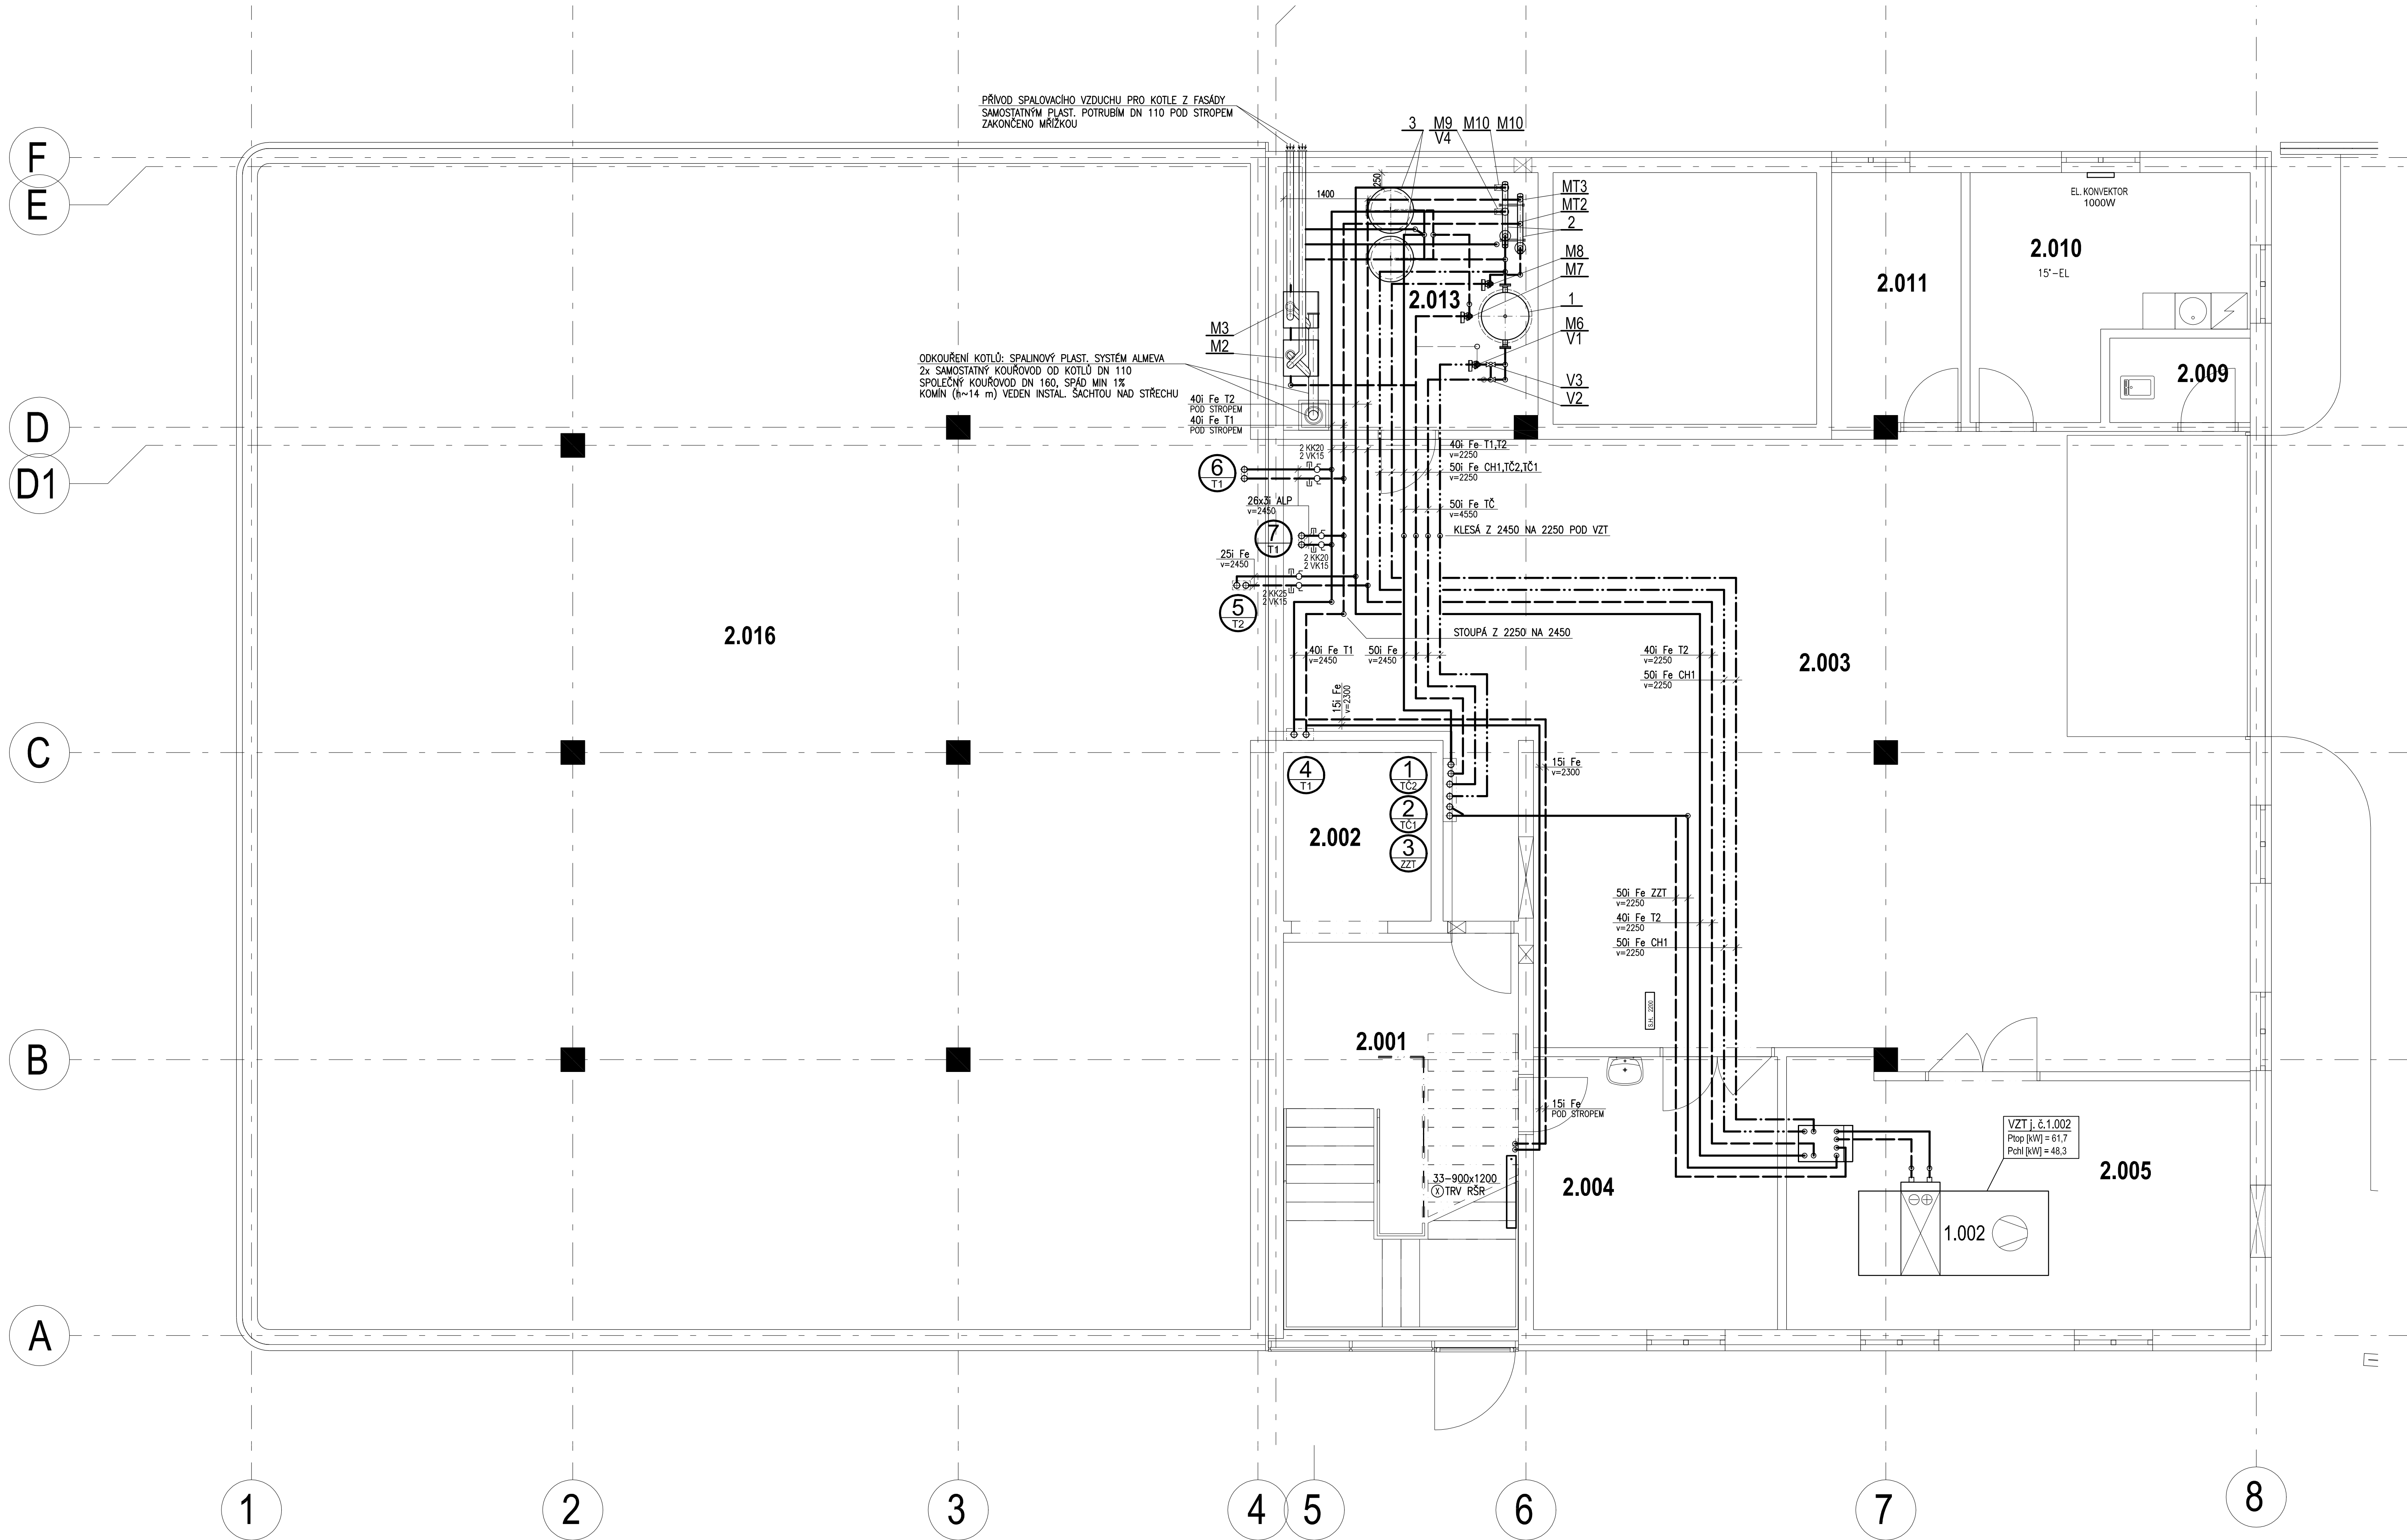 PŘÍVOD SPALOVACÍHO VZDUCHU PRO KOTLE Z FASÁDY
SAMOSTATNÝM PLAST. POTRUBÍM DN 110 POD STROPEM
ZAKONČENO MŘÍŽKOU
3
M9
V4
M10
M10
F
E
250
1400
MT3
MT2
2
M8
M7
1
M6
V1
V3
V2
EL. KONVEKTOR
1000W
2.010
15°-EL
2.011
2.013
2.009
M3
M2
ODKOUŘENÍ KOTLŮ: SPALINOVÝ PLAST. SYSTÉM ALMEVA
2x SAMOSTATNÝ KOUŘOVOD OD KOTLŮ DN 110
SPOLEČNÝ KOUŘOVOD DN 160, SPÁD MIN 1%
KOMÍN (h~14 m) VEDEN INSTAL. ŠACHTOU NAD STŘECHU
40i Fe T2
POD STROPEM
40i Fe T1
POD STROPEM
D
D1
2 KK20
2 VK15
6
T1
40i Fe T1,T2
v=2250
50i Fe CH1,TČ2,TČ1
v=2250
26x3i ALP
v=2450
50i Fe TČ
v=4550
KLESÁ Z 2450 NA 2250 POD VZT
7
T1
2 KK20
2 VK15
25i Fe
v=2450
2 KK25
2 VK15
5
T2
2.016
STOUPÁ Z 2250 NA 2450
40i Fe T1
v=2450
50i Fe
v=2450
40i Fe T2
v=2250
50i Fe CH1
v=2250
2.003
15i Fe
v=2300
C
4
T1
1
TČ2
2
TČ1
3
ZZT
15i Fe
v=2300
2.002
50i Fe ZZT
v=2250
40i Fe T2
v=2250
50i Fe CH1
v=2250
S.H. 2200
2.001
B
15i Fe
POD STROPEM
VZT j. č.1.002
Ptop [kW] = 61,7
Pchl [kW] = 48,3
33-900x1200
X TRV RŠR
2.004
2.005
1.002
A
1
2
3
4
5
6
7
8